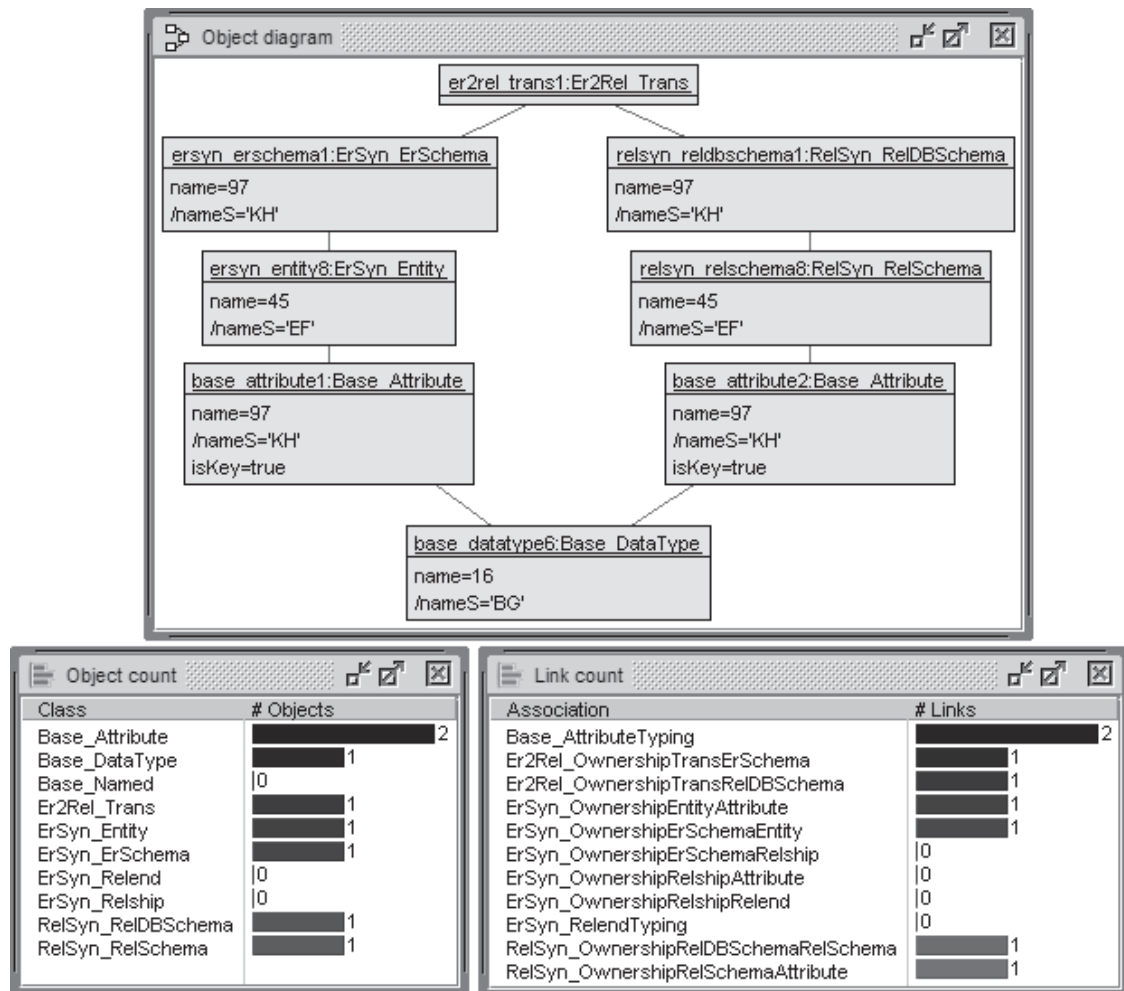 Object diagram
er2rel_trans1:Er2Rel_Trans
ersyn_erschema1:ErSyn_ErSchema
name=97
/nameS='KH'
relsyn_reldbschema1:RelSyn_RelDBSchema
name=97
/nameS='KH'
ersyn_entity8:ErSyn_Entity
name=45
/nameS='EF'
relsyn_relschema8:RelSyn_RelSchema
name=45
/nameS='EF'
base_attribute1:Base_Attribute
name=97
/nameS='KH'
isKey=true
base_attribute2:Base_Attribute
name=97
/nameS='KH'
isKey=true
base_datatype6:Base_DataType
name=16
/nameS='BG'
Object count
Class # Objects
Base_Attribute 2
Base_DataType 1
Base_Named 0
Er2Rel_Trans 1
ErSyn_Entity 1
ErSyn_ErSchema 1
ErSyn_Relend 0
ErSyn_Relship 0
RelSyn_RelDBSchema 1
RelSyn_RelSchema 1
Link count
Association # Links
Base_AttributeTyping 2
Er2Rel_OwnershipTransErSchema 1
Er2Rel_OwnershipTransRelDBSchema 1
ErSyn_OwnershipEntityAttribute 1
ErSyn_OwnershipErSchemaEntity 1
ErSyn_OwnershipErSchemaRelship 0
ErSyn_OwnershipRelshipAttribute 0
ErSyn_OwnershipRelshipRelend 0
ErSyn_RelendTyping 0
RelSyn_OwnershipRelDBSchemaRelSchema 1
RelSyn_OwnershipRelSchemaAttribute 1